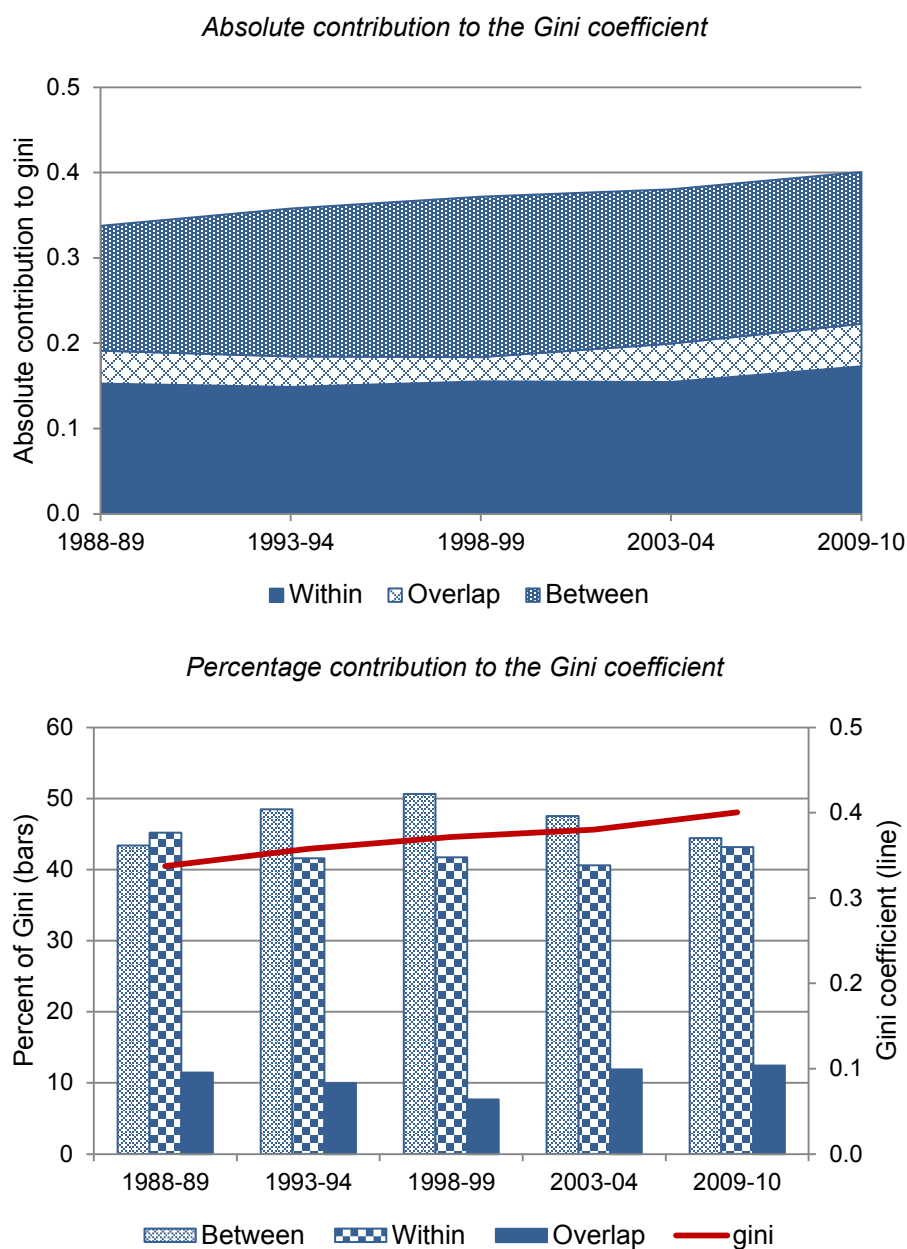 Absolute contribution to the Gini coefficient
Absolute contribution to gini
0.5
0.4
0.3
0.2
0.1
0.0
1988-89 1993-94 1998-99 2003-04 2009-10
Within Overlap Between
Percentage contribution to the Gini coefficient
Percent of Gini (bars)
60
50
40
30
20
10
0
0.5
0.4
0.3
0.2
0.1
0.0
Gini coefficient (line)
1988-89 1993-94 1998-99 2003-04 2009-10
Between Within Overlap gini